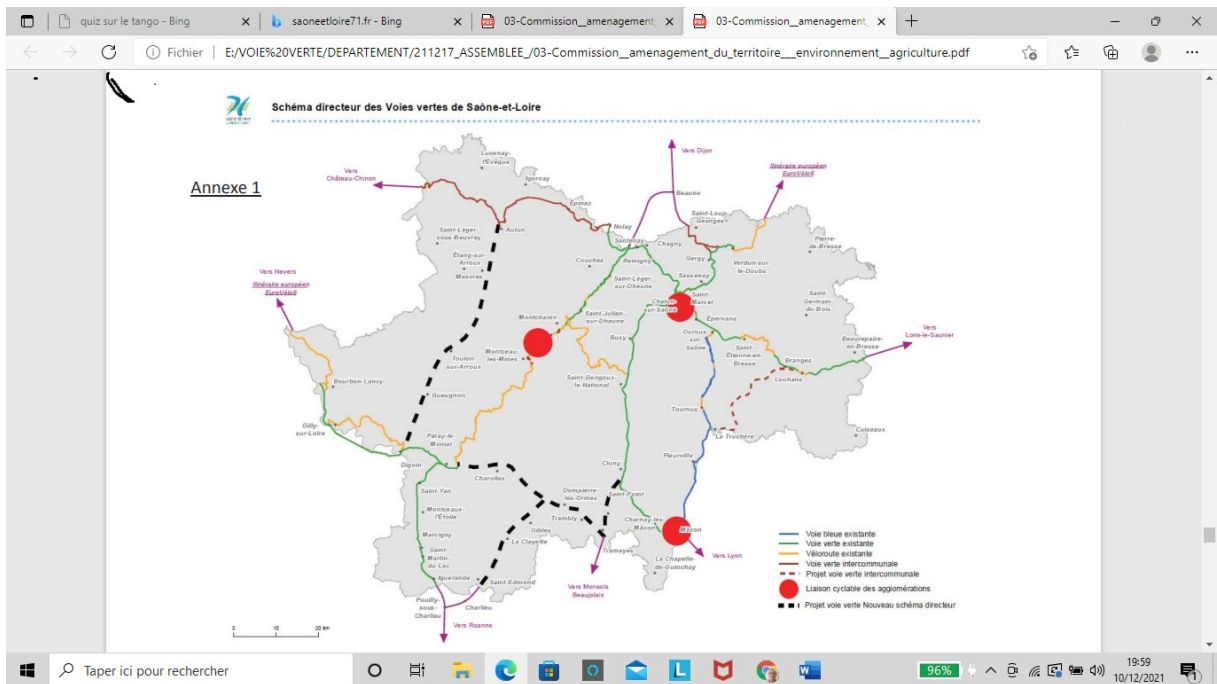 quiz sur le tango - Bing
saoneetloire71.fr - Bing
03-Commission__amenagement_
03-Commission__amenagement_
Fichier
E:/VOIE%20VERTE/DEPARTEMENT/211217_ASSEMBLEE_/03-Commission__amenagement_du_territoire___environnement__agriculture.pdf
Schéma directeur des Voies vertes de Saône-et-Loire
Annexe 1
Vers
Château-Chinon
Lucenay-
l'Évêque
Igornay
Épinac
Vers Dijon
Beaune
Itinéraire européen
EuroVélo6
Saint-Léger-
sous-Beuvray
Autun
Nolay
Saint-Loup-
Géanges
Étang-sur-
Arroux
Mesvres
Couches
Santenay
Remigny
Chagny
Gergy
Verdun-sur
le-Doubs
Pierre-
de-Bresse
Vers Nevers
Itinéraire européen
EuroVélo6
Saint-Léger
sur-Dheune
Sassenay
Saint-
Marcel
Chalon-
sur-Saône
Saint-
Germain
du-Bois
Montchanin
Saint-Julien
sur-Dheune
Buxy
Épervans
Ouroux
sur
Saône
Vers
Lons-le-Saunier
Beaurepaire-
en-Bresse
Toulon-
sur-Arroux
Montceau-
les-Mines
Saint-
Étienne-en-
Bresse
Branges
Louhans
Bourbon-Lancy
Gueugnon
Saint-Gengoux-
le-National
Tournus
Gilly-
sur-Loire
Paray-le
Monial
La Truchère
Cuiseaux
Digoin
Charolles
Cluny
Fleurville
Saint-Yan
Dompierre-
les-Ormes
Saint-Point
Montceaux-
l'Étoile
Trambly
Charnay-les
Mâcon
Mâcon
Marcigny
Gibles
La Clayette
Tramayes
Vers Lyon
Saint-
Martin
du-Lac
La Chapelle-
de-Guinchay
Iguerande
Saint-Edmond
Vers Monsols
Beaujolais
Pouilly-
sous-
Charlieu
Charlieu
Vers Roanne
0 10 20 km
Voie bleue existante
Voie verte existante
Véloroute existante
Voie verte intercommunale
Projet voie verte intercommunale
Liaison cyclable des agglomérations
Projet voie verte Nouveau schéma directeur
Taper ici pour rechercher
96%
19:59
10/12/2021